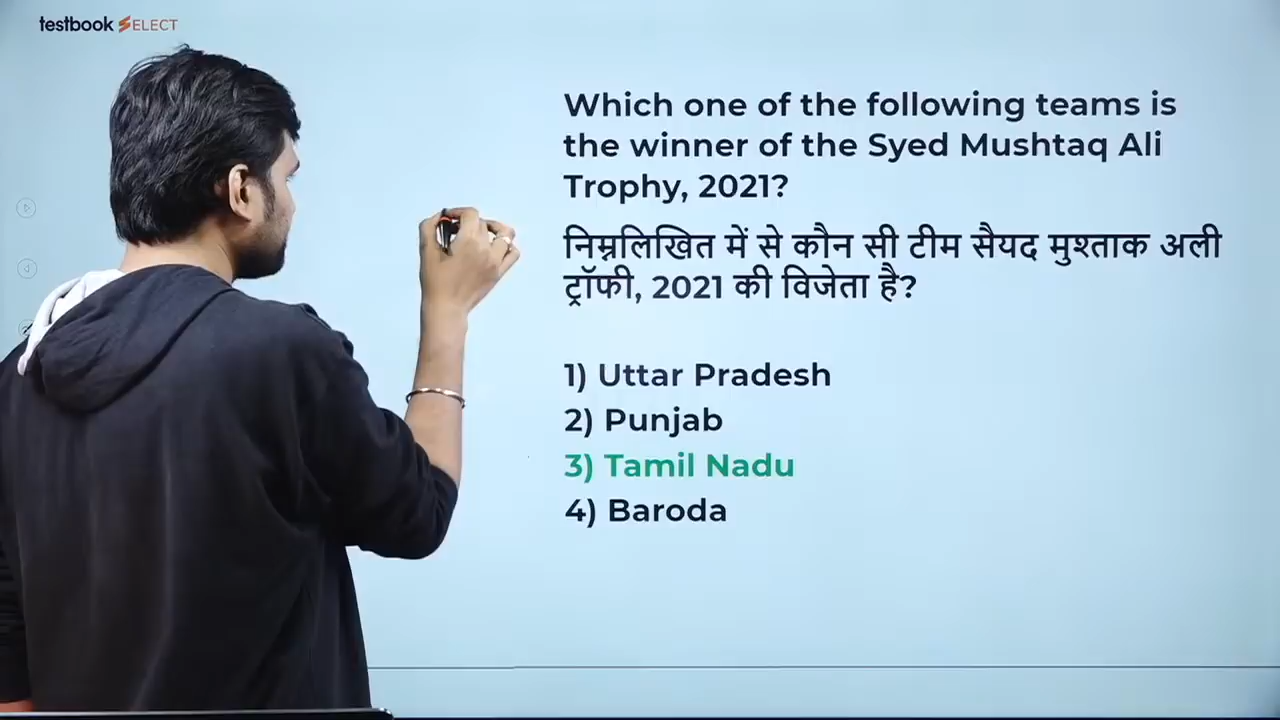 testbook SELECT
Which one of the following teams is
the winner of the Syed Mushtaq Ali
Trophy, 2021?
निम्नलिखित में से कौन सी टीम सैयद मुश्ताक अली
ट्रॉफी, 2021 की विजेता है?
1) Uttar Pradesh
2) Punjab
3) Tamil Nadu
4) Baroda